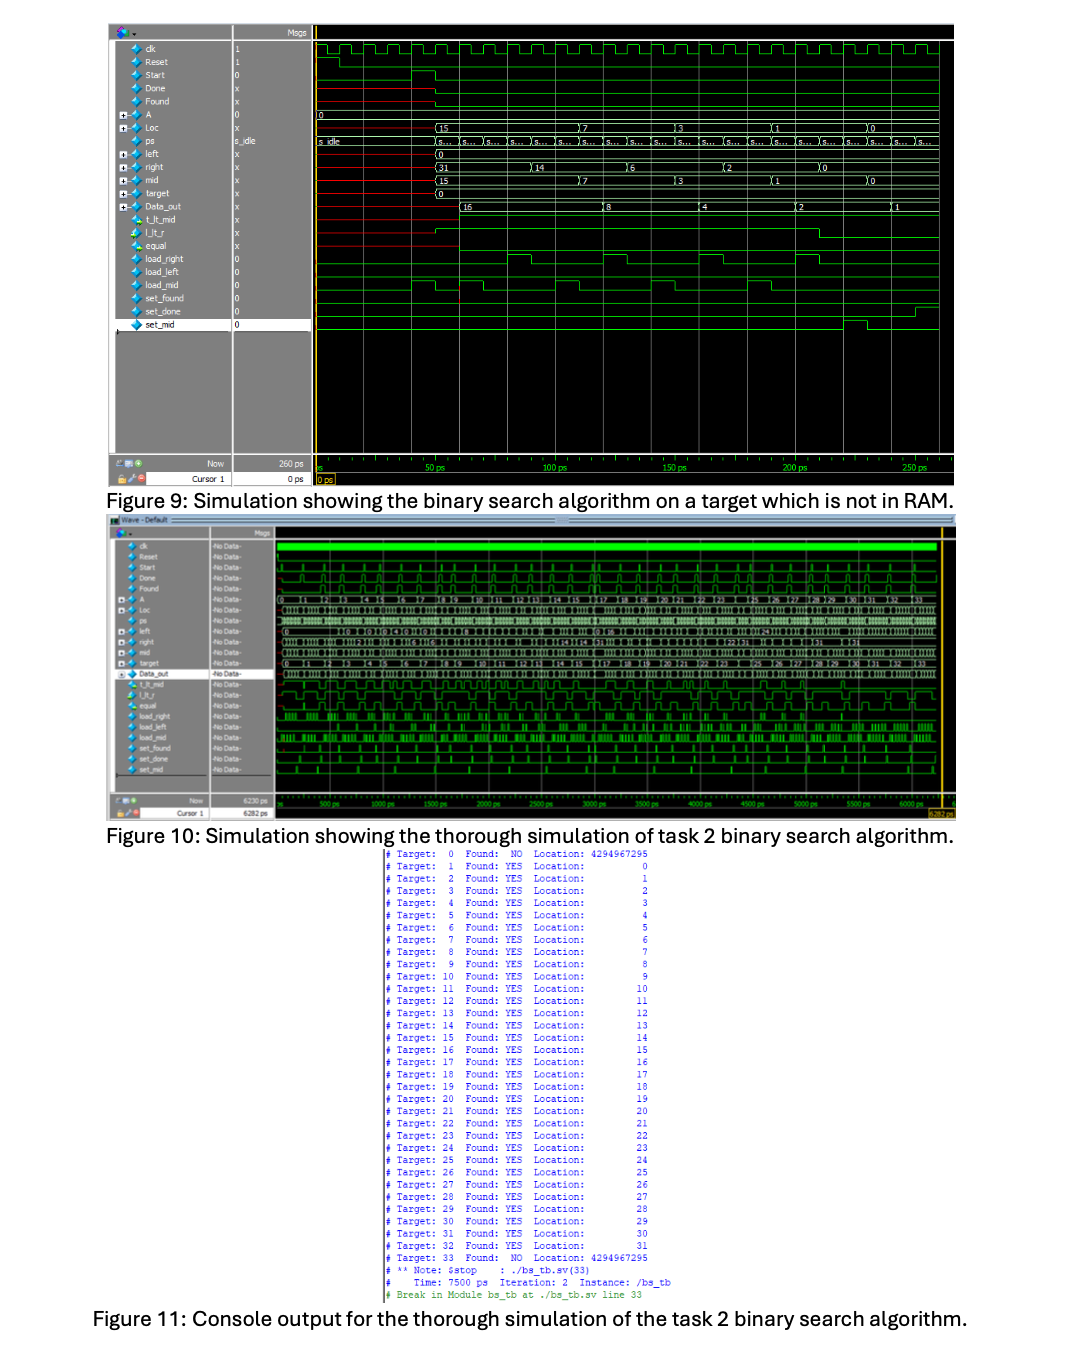 Msgs
clk 1
Reset 1
Start 0
Done x
Found x
A 0 0
Loc x 15 7 3 1 0
ps s_idle s_idle s... s... s... s... s... s... s... s... s... s... s... s... s... s... s... s... s... s... s... s... s...
left x 0
right x 31 14 6 2 0
mid x 15 7 3 1 0
target x 0
Data_out x 16 8 4 2 1
t_lt_mid x
l_lt_r x
equal x
load_right 0
load_left 0
load_mid 0
set_found 0
set_done 0
set_mid 0
Now 260 ps 50 ps 100 ps 150 ps 200 ps 250 ps
Cursor 1 0 ps 0 ps
Figure 9: Simulation showing the binary search algorithm on a target which is not in RAM.
Wave - Default
Msgs
clk -No Data-
Reset -No Data-
Start -No Data-
Done -No Data-
Found -No Data-
A -No Data-
Loc -No Data-
ps -No Data-
left -No Data-
right -No Data-
mid -No Data-
target -No Data-
Data_out -No Data-
t_lt_mid -No Data-
l_lt_r -No Data-
equal -No Data-
load_right -No Data-
load_left -No Data-
load_mid -No Data-
set_found -No Data-
set_done -No Data-
set_mid -No Data-
Now 6230 ps 500 ps 1000 ps 1500 ps 2000 ps 2500 ps 3000 ps 3500 ps 4000 ps 4500 ps 5000 ps 5500 ps 6000 ps
Cursor 1 6282 ps 6282 ps
Figure 10: Simulation showing the thorough simulation of task 2 binary search algorithm.
# Target: 0 Found: NO Location: 4294967295
# Target: 1 Found: YES Location: 0
# Target: 2 Found: YES Location: 1
# Target: 3 Found: YES Location: 2
# Target: 4 Found: YES Location: 3
# Target: 5 Found: YES Location: 4
# Target: 6 Found: YES Location: 5
# Target: 7 Found: YES Location: 6
# Target: 8 Found: YES Location: 7
# Target: 9 Found: YES Location: 8
# Target: 10 Found: YES Location: 9
# Target: 11 Found: YES Location: 10
# Target: 12 Found: YES Location: 11
# Target: 13 Found: YES Location: 12
# Target: 14 Found: YES Location: 13
# Target: 15 Found: YES Location: 14
# Target: 16 Found: YES Location: 15
# Target: 17 Found: YES Location: 16
# Target: 18 Found: YES Location: 17
# Target: 19 Found: YES Location: 18
# Target: 20 Found: YES Location: 19
# Target: 21 Found: YES Location: 20
# Target: 22 Found: YES Location: 21
# Target: 23 Found: YES Location: 22
# Target: 24 Found: YES Location: 23
# Target: 25 Found: YES Location: 24
# Target: 26 Found: YES Location: 25
# Target: 27 Found: YES Location: 26
# Target: 28 Found: YES Location: 27
# Target: 29 Found: YES Location: 28
# Target: 30 Found: YES Location: 29
# Target: 31 Found: YES Location: 30
# Target: 32 Found: YES Location: 31
# Target: 33 Found: NO Location: 4294967295
# ** Note: $stop : ./bs_tb.sv(33)
# Time: 7500 ps Iteration: 2 Instance: /bs_tb
# Break in Module bs_tb at ./bs_tb.sv line 33
Figure 11: Console output for the thorough simulation of the task 2 binary search algorithm.